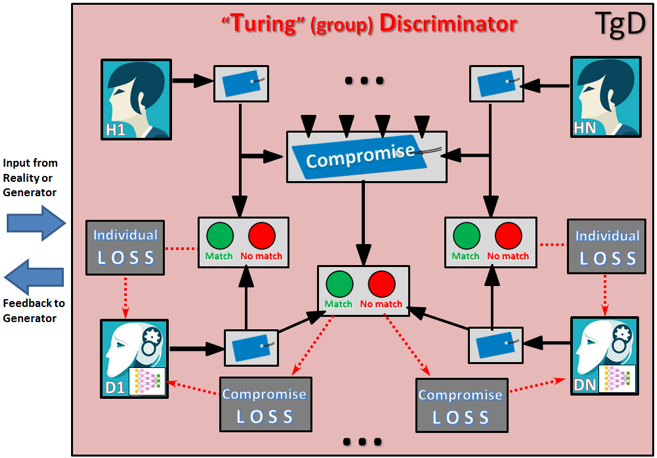 “Turing” (group) Discriminator
TgD
H1
HN
Compromise
Input from
Reality or
Generator
Individual
LOSS
Match No match
Match No match
Individual
LOSS
Feedback to
Generator
Match No match
D1
DN
Compromise
LOSS
Compromise
LOSS